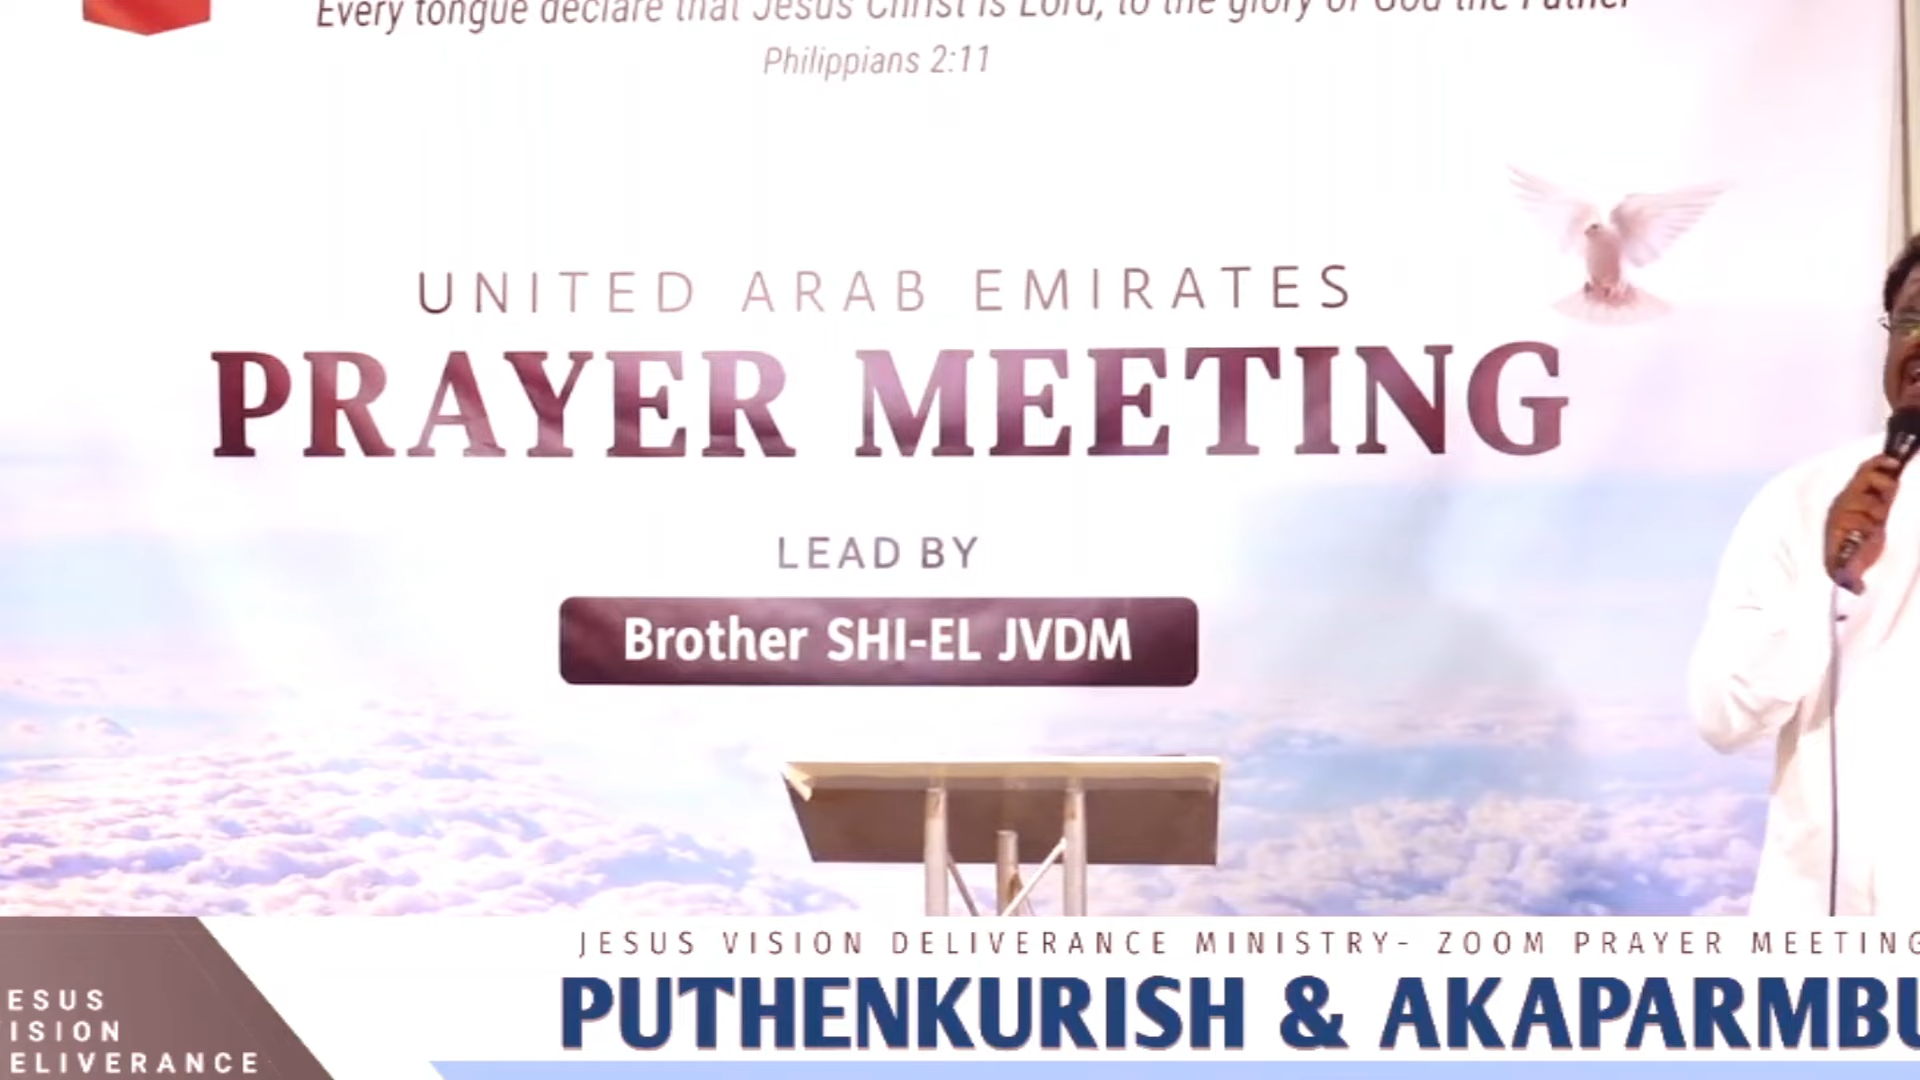 Every tongue declare that Jesus Christ is Lord, to the glory of God the Father
Philippians 2:11
UNITED ARAB EMIRATES
PRAYER MEETING
LEAD BY
Brother SHI-EL JVDM
JESUS VISION DELIVERANCE MINISTRY- ZOOM PRAYER MEETING
PUTHENKURISH & AKAPARMBU
ESUS
ISION
ELIVERANCE